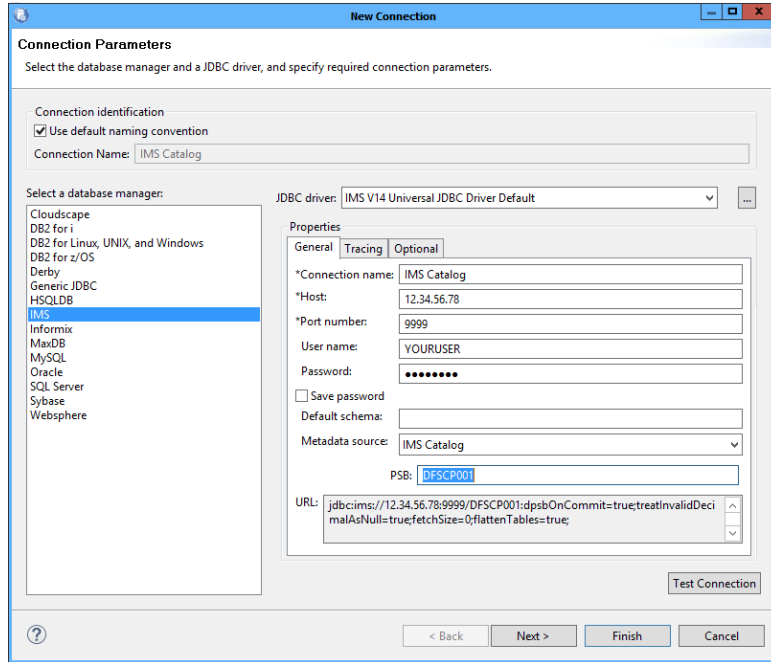 New Connection
Connection Parameters
Select the database manager and a JDBC driver, and specify required connection parameters.
Connection identification
Use default naming convention
Connection Name: IMS Catalog
Select a database manager:
Cloudscape
DB2 for i
DB2 for Linux, UNIX, and Windows
DB2 for z/OS
Derby
Generic JDBC
HSQLDB
IMS
Informix
MaxDB
MySQL
Oracle
SQL Server
Sybase
Websphere
JDBC driver: IMS V14 Universal JDBC Driver Default ...
Properties
General Tracing Optional
*Connection name: IMS Catalog
*Host: 12.34.56.78
*Port number: 9999
User name: YOURUSER
Password: ●●●●●●●●
Save password
Default schema:
Metadata source: IMS Catalog
PSB: DFSCP001
URL: jdbc:ims://12.34.56.78:9999/DFSCP001:dpsbOnCommit=true;treatInvalidDeci
malAsNull=true;fetchSize=0;flattenTables=true;
Test Connection
? < Back Next > Finish Cancel